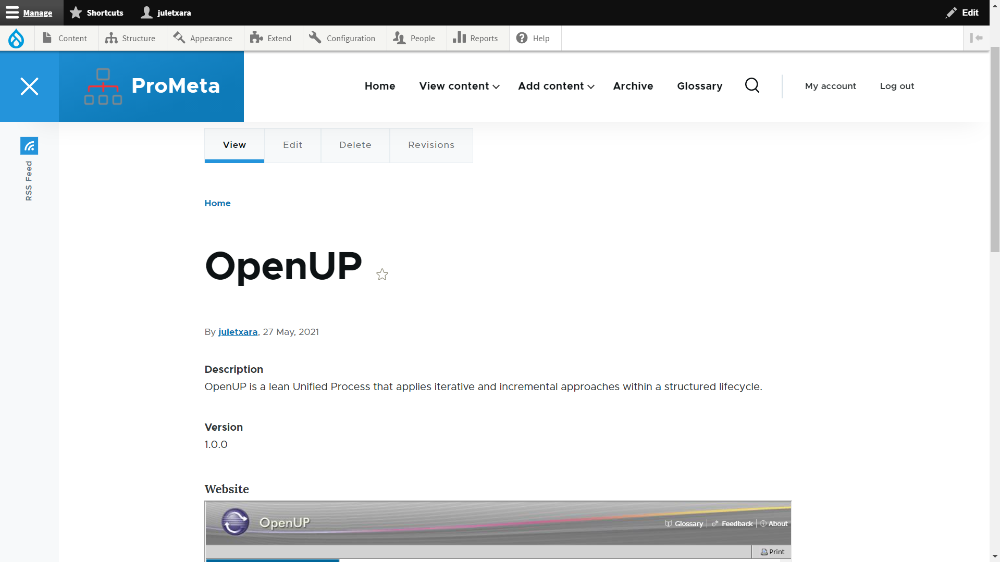 Manage Shortcuts juletxara Edit
Content Structure Appearance Extend Configuration People Reports Help
ProMeta Home View content Add content Archive Glossary My account Log out
RSS Feed
View Edit Delete Revisions
Home
OpenUP
By juletxara, 27 May, 2021
Description
OpenUP is a lean Unified Process that applies iterative and incremental approaches within a structured lifecycle.
Version
1.0.0
Website
OpenUP Glossary Feedback About
Print